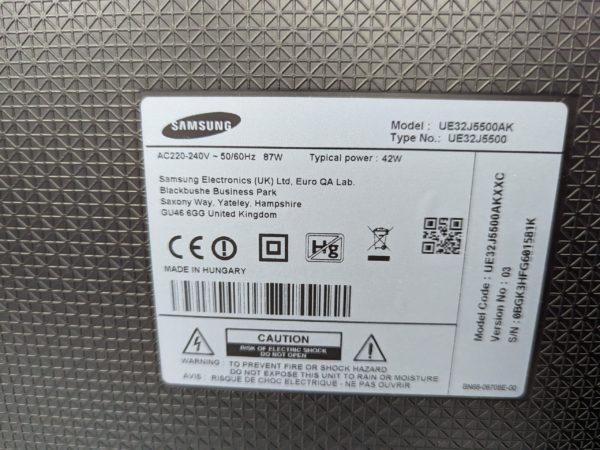 SAMSUNG
Model : UE32J5500AK
Type No.: UE32J5500
AC220-240V ~ 50/60Hz 87W Typical power : 42W
Samsung Electronics (UK) Ltd, Euro QA Lab.
Blackbushe Business Park
Saxony Way, Yateley, Hampshire
GU46 6GG United Kingdom
CE
Hg
MADE IN HUNGARY
Model Code : UE32J5500AKXXC
Version No : 03
S/N : 0BGK3HFG601581K
CAUTION
RISK OF ELECTRIC SHOCK
DO NOT OPEN
WARNING : TO PREVENT FIRE OR SHOCK HAZARD
DO NOT EXPOSE THIS UNIT TO RAIN OR MOISTURE
AVIS : RISQUE DE CHOC ELECTRIQUE - NE PAS OUVRIR